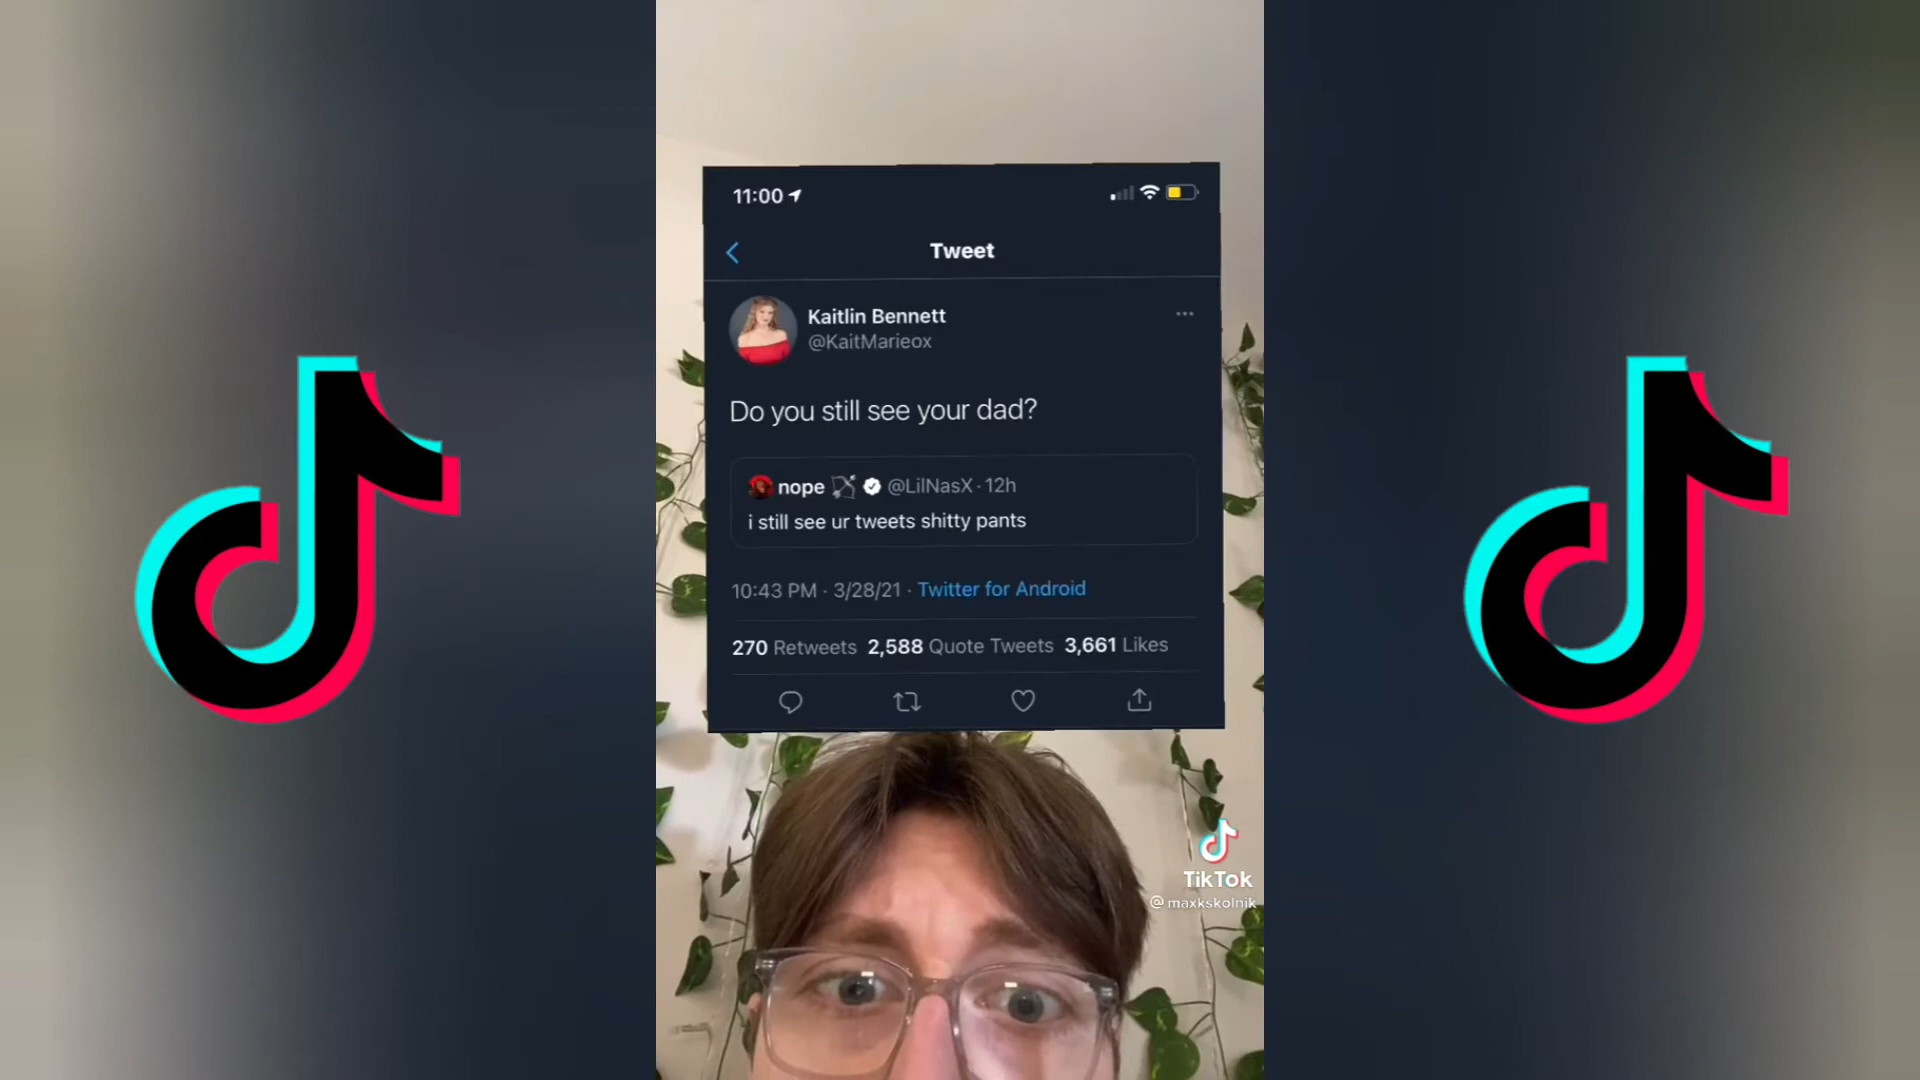 11:00
Tweet
Kaitlin Bennett
@KaitMarieox
Do you still see your dad?
nope @LilNasX · 12h
i still see ur tweets shitty pants
10:43 PM · 3/28/21 · Twitter for Android
270 Retweets 2,588 Quote Tweets 3,661 Likes
TikTok
@maxkskolnik